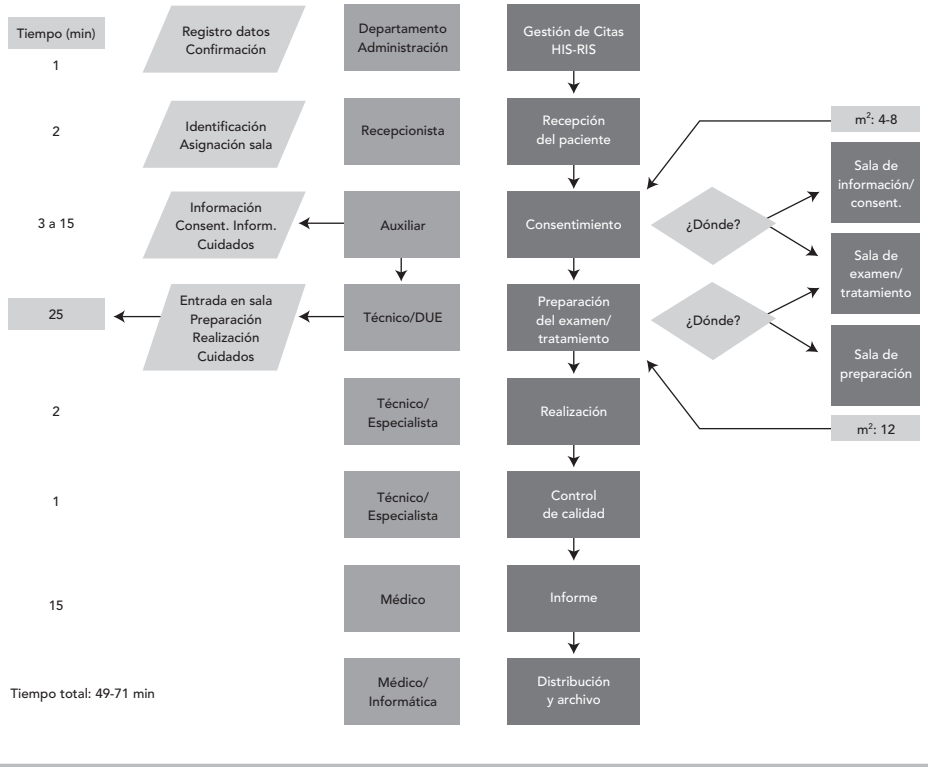 Tiempo (min)
1
Registro datos
Confirmación
Departamento
Administración
Gestión de Citas
HIS-RIS
2
Identificación
Asignación sala
Recepcionista
Recepción
del paciente
m²: 4-8
3 a 15
Información
Consent. Inform.
Cuidados
Auxiliar
Consentimiento
¿Dónde?
Sala de
información/
consent.
Sala de
examen/
tratamiento
25
Entrada en sala
Preparación
Realización
Cuidados
Técnico/DUE
Preparación
del examen/
tratamiento
¿Dónde?
Sala de
preparación
2
Técnico/
Especialista
Realización
m²: 12
1
Técnico/
Especialista
Control
de calidad
15
Médico
Informe
Tiempo total: 49-71 min
Médico/
Informática
Distribución
y archivo